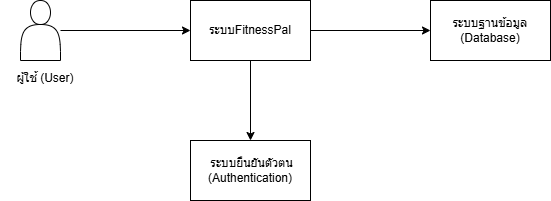 ระบบFitnessPal
ระบบฐานข้อมูล
(Database)
ผู้ใช้ (User)
ระบบยืนยันตัวตน
(Authentication)